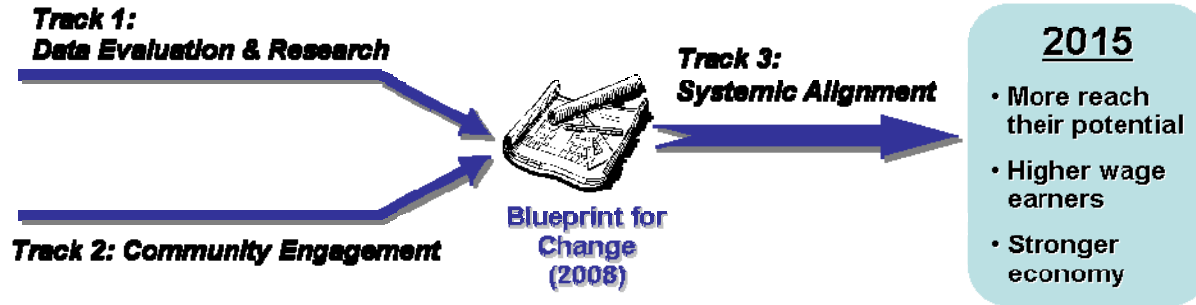 Track 1:
Data Evaluation & Research
Track 2: Community Engagement
Blueprint for
Change
(2008)
Track 3:
Systemic Alignment
2015
• More reach
their potential
• Higher wage
earners
• Stronger
economy